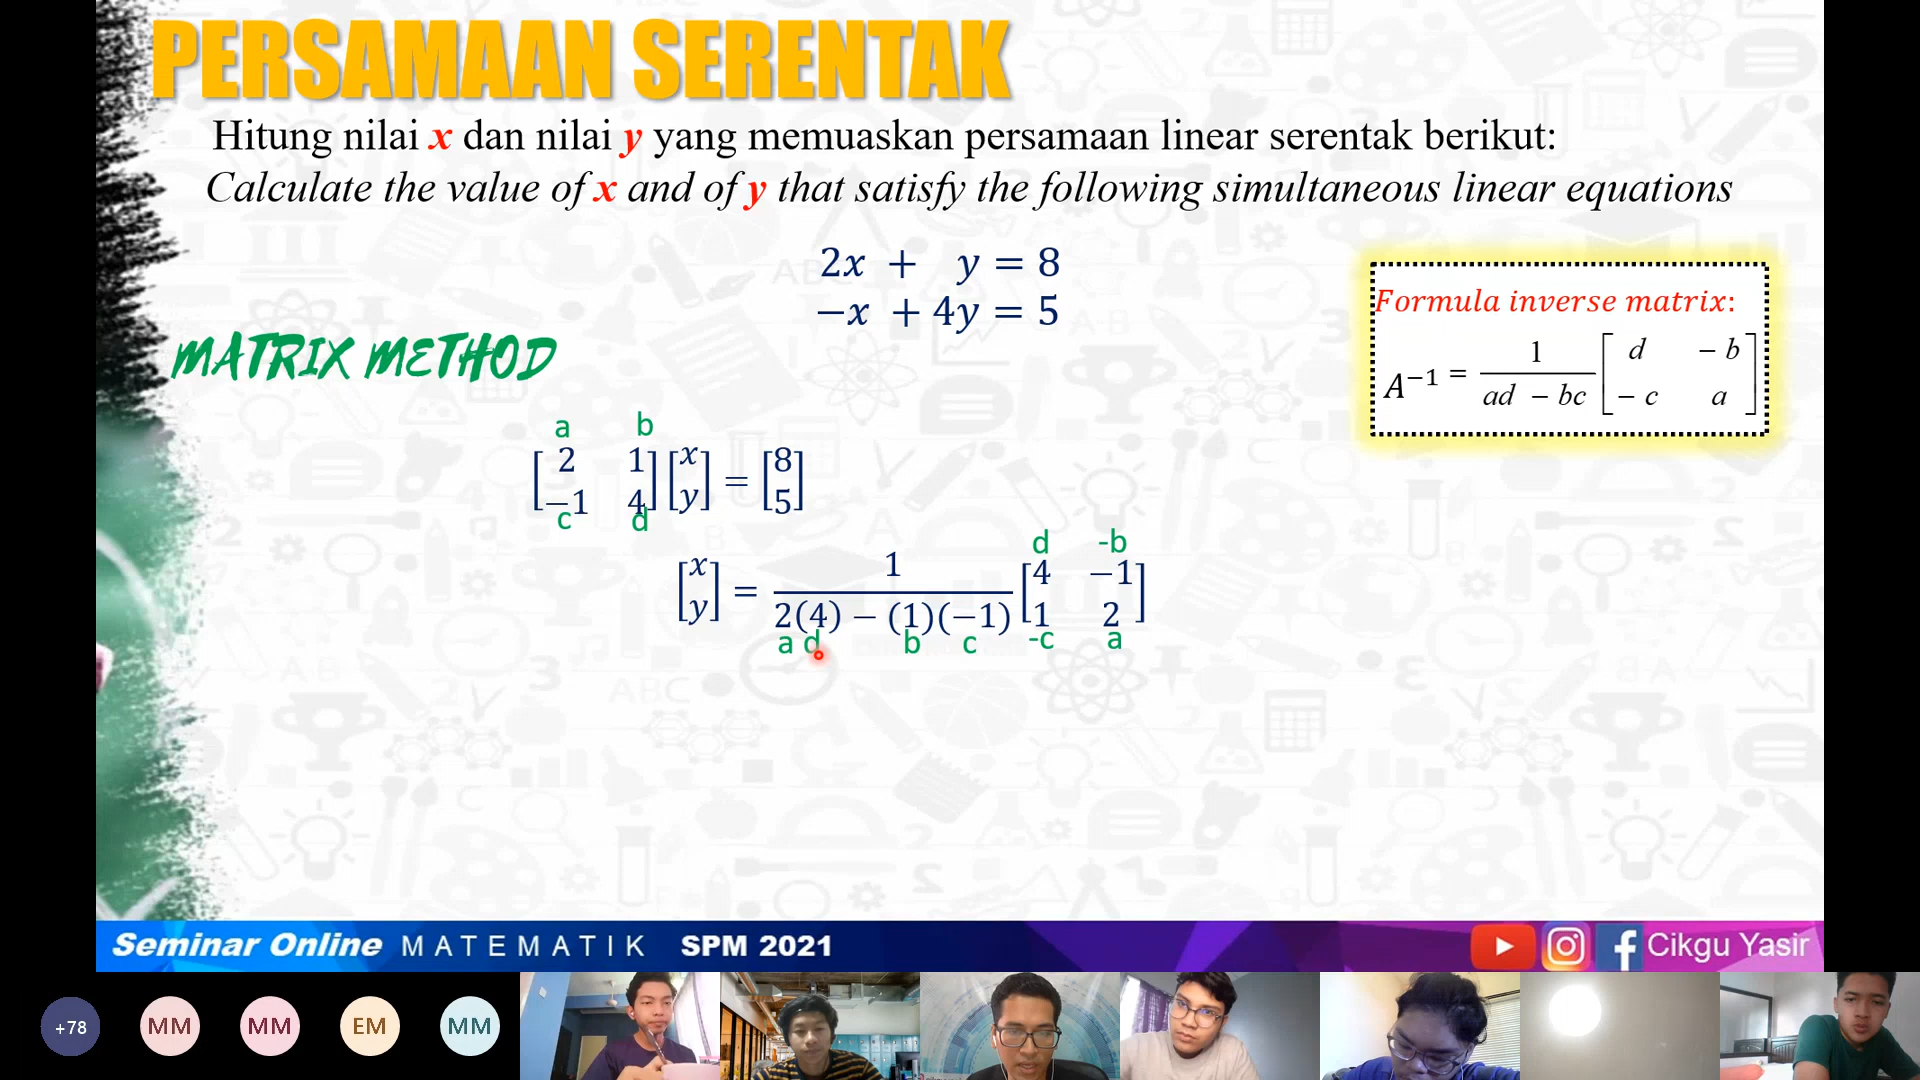 PERSAMAAN SERENTAK
Hitung nilai x dan nilai y yang memuaskan persamaan linear serentak berikut:
Calculate the value of x and of y that satisfy the following simultaneous linear equations
2x + y = 8
−x + 4y = 5
Formula inverse matrix:
A⁻¹ = 1/(ad − bc) [d −b; −c a]
MATRIX METHOD
a b
[2 1; −1 4] [x; y] = [8; 5]
c d
d -b
[x; y] = 1/(2(4) − (1)(−1)) [4 −1; 1 2]
a d b c -c a
Seminar Online MATEMATIK SPM 2021
Cikgu Yasir
+78 MM MM EM MM